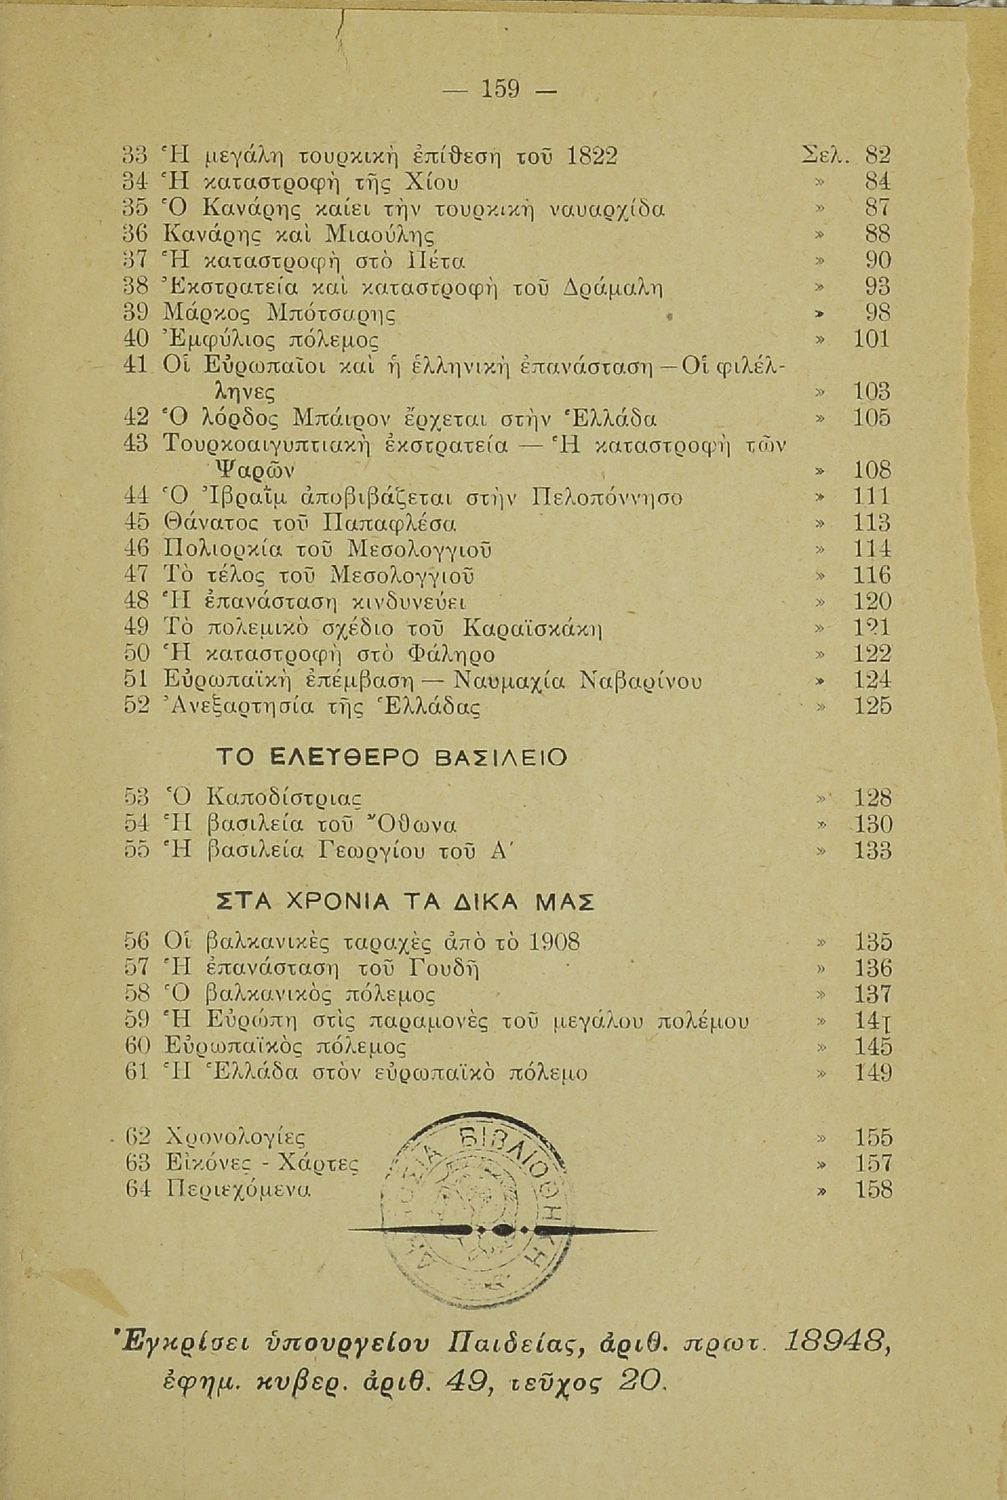 — 159 —
33 Ἡ μεγάλη τουρκικὴ ἐπίθεση τοῦ 1822 Σελ. 82
34 Ἡ καταστροφὴ τῆς Χίου » 84
35 Ὁ Κανάρης καίει τὴν τουρκικὴ ναυαρχίδα » 87
36 Κανάρης καὶ Μιαούλης » 88
37 Ἡ καταστροφὴ στὸ Πέτα » 90
38 Ἐκστρατεία καὶ καταστροφὴ τοῦ Δράμαλη » 93
39 Μάρκος Μπότσαρης » 98
40 Ἐμφύλιος πόλεμος » 101
41 Οἱ Εὐρωπαῖοι καὶ ἡ ἑλληνικὴ ἐπανάσταση — Οἱ φιλέλ-
ληνες » 103
42 Ὁ λόρδος Μπάιρον ἔρχεται στὴν Ἑλλάδα » 105
43 Τουρκοαιγυπτιακὴ ἐκστρατεία — Ἡ καταστροφὴ τῶν
Ψαρῶν » 108
44 Ὁ Ἰβραῒμ ἀποβιβάζεται στὴν Πελοπόννησο » 111
45 Θάνατος τοῦ Παπαφλέσα » 113
46 Πολιορκία τοῦ Μεσολογγιοῦ » 114
47 Τὸ τέλος τοῦ Μεσολογγιοῦ » 116
48 Ἡ ἐπανάσταση κινδυνεύει » 120
49 Τὸ πολεμικὸ σχέδιο τοῦ Καραϊσκάκη » 121
50 Ἡ καταστροφὴ στὸ Φάληρο » 122
51 Εὐρωπαϊκὴ ἐπέμβαση — Ναυμαχία Ναβαρίνου » 124
52 Ἀνεξαρτησία τῆς Ἑλλάδας » 125
ΤΟ ΕΛΕΥΘΕΡΟ ΒΑΣΙΛΕΙΟ
53 Ὁ Καποδίστριας » 128
54 Ἡ βασιλεία τοῦ Ὄθωνα » 130
55 Ἡ βασιλεία Γεωργίου τοῦ Α΄ » 133
ΣΤΑ ΧΡΟΝΙΑ ΤΑ ΔΙΚΑ ΜΑΣ
56 Οἱ βαλκανικὲς ταραχὲς ἀπὸ τὸ 1908 » 135
57 Ἡ ἐπανάσταση τοῦ Γουδῆ » 136
58 Ὁ βαλκανικὸς πόλεμος » 137
59 Ἡ Εὐρώπη στὶς παραμονὲς τοῦ μεγάλου πολέμου » 141
60 Εὐρωπαϊκὸς πόλεμος » 145
61 Ἡ Ἑλλάδα στὸν εὐρωπαϊκὸ πόλεμο » 149
62 Χρονολογίες » 155
63 Εἰκόνες - Χάρτες » 157
64 Περιεχόμενα » 158
ΒΙΒΛΙΟΘΗΚΗ
Ἐγκρίσει ὑπουργείου Παιδείας, ἀριθ. πρωτ. 18948,
ἐφημ. κυβερ. ἀριθ. 49, τεῦχος 20.